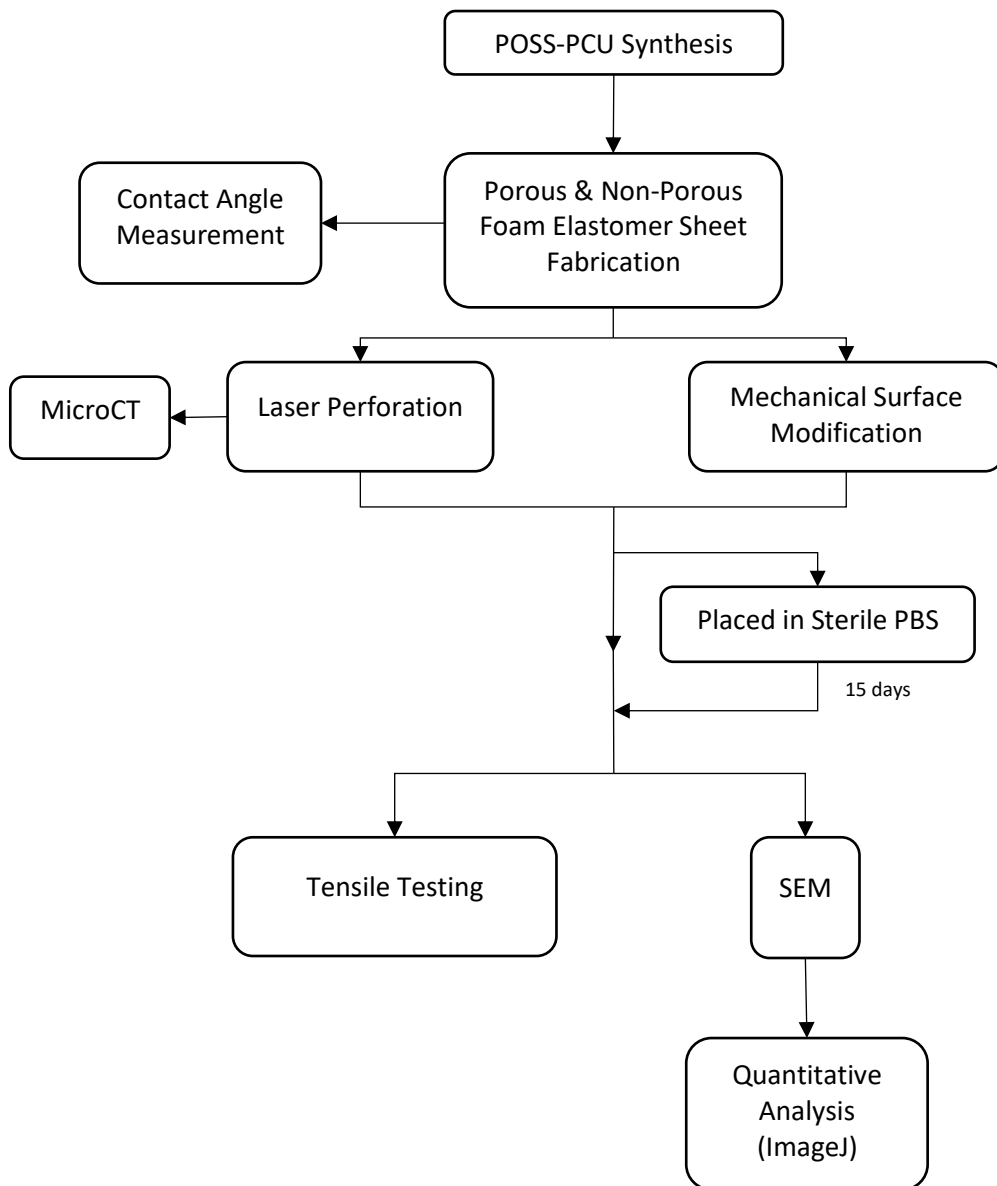 POSS-PCU Synthesis
Contact Angle
Measurement
Porous & Non-Porous
Foam Elastomer Sheet
Fabrication
MicroCT
Laser Perforation
Mechanical Surface
Modification
Placed in Sterile PBS
15 days
Tensile Testing
SEM
Quantitative
Analysis
(ImageJ)